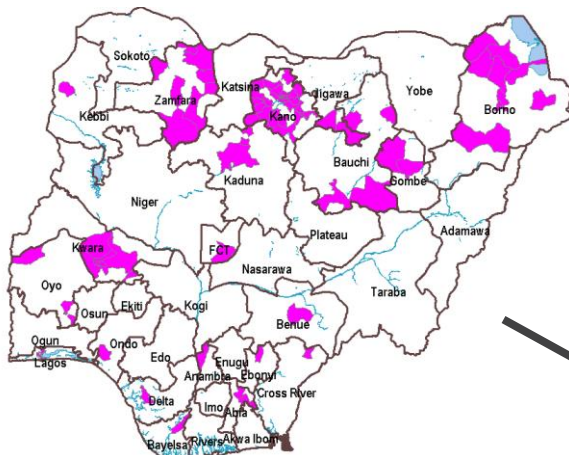 Sokoto
Katsina
Jigawa
Yobe
Borno
Zamfara
Kebbi
Kano
Bauchi
Gombe
Kaduna
Niger
Adamawa
Plateau
FCT
Kwara
Nasarawa
Taraba
Oyo
Kogi
Osun
Ekiti
Benue
Ogun
Ondo
Edo
Enugu
Lagos
Anambra
Ebonyi
Cross River
Delta
Imo
Abia
Bayelsa
Rivers
Akwa Ibom